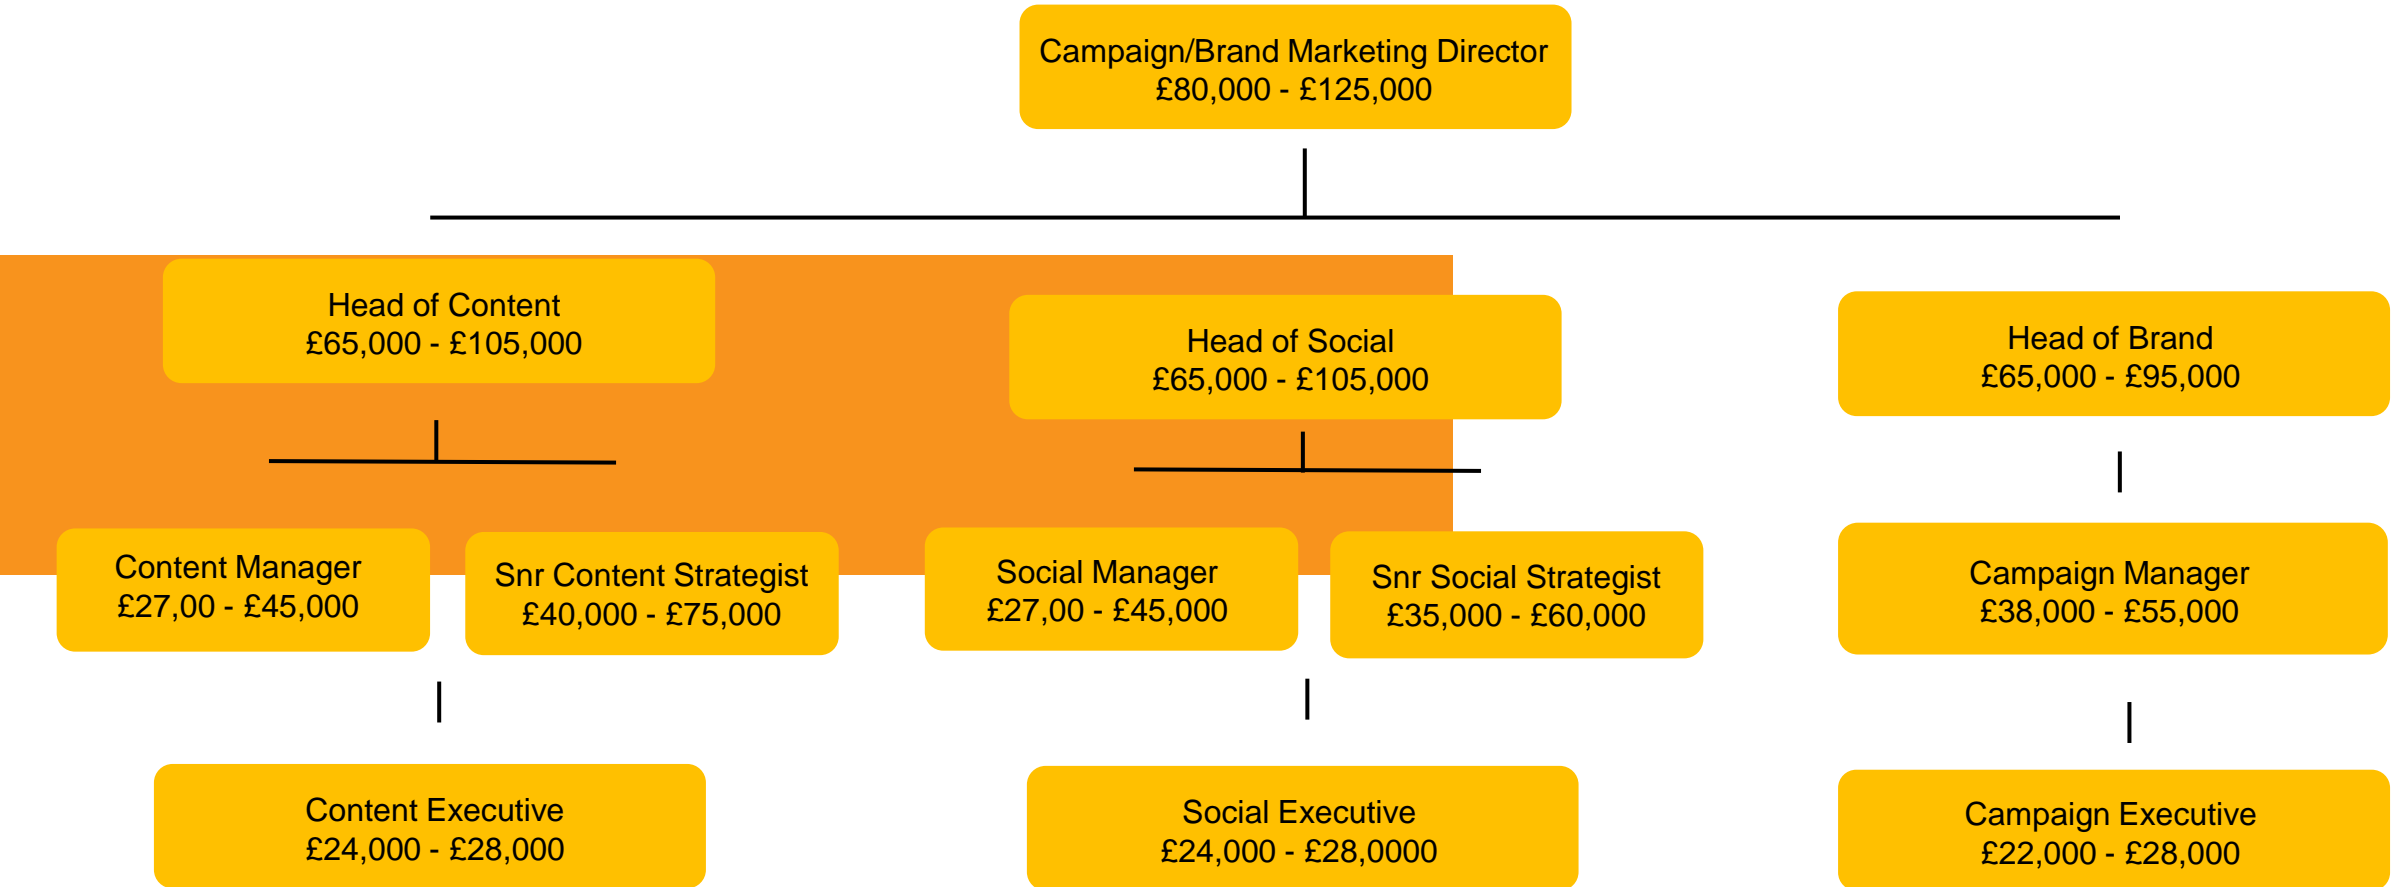 Campaign/Brand Marketing Director
£80,000 - £125,000
Head of Content
£65,000 - £105,000
Head of Social
£65,000 - £105,000
Head of Brand
£65,000 - £95,000
Content Manager
£27,00 - £45,000
Snr Content Strategist
£40,000 - £75,000
Social Manager
£27,00 - £45,000
Snr Social Strategist
£35,000 - £60,000
Campaign Manager
£38,000 - £55,000
Content Executive
£24,000 - £28,000
Social Executive
£24,000 - £28,0000
Campaign Executive
£22,000 - £28,000